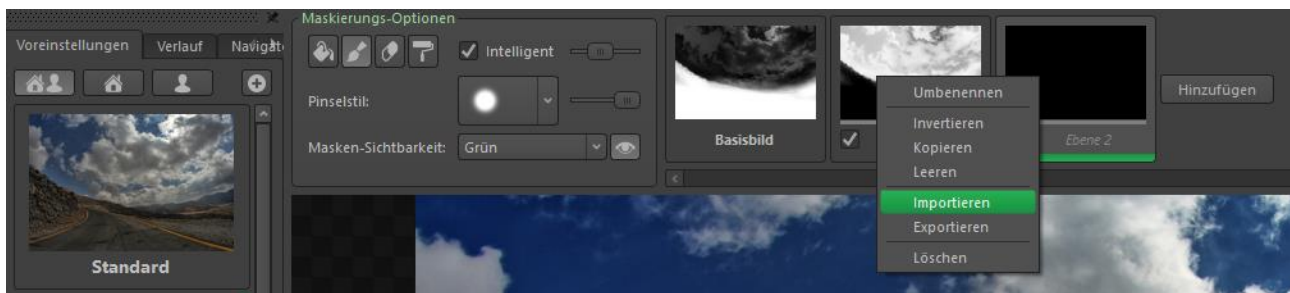 Voreinstellungen Verlauf
Standard
Maskierungs-Optionen
Intelligent
Pinselstil:
Masken-Sichtbarkeit: Grün
Basisbild
Ebene 2
Hinzufügen
Umbenennen
Invertieren
Kopieren
Leeren
Importieren
Exportieren
Löschen